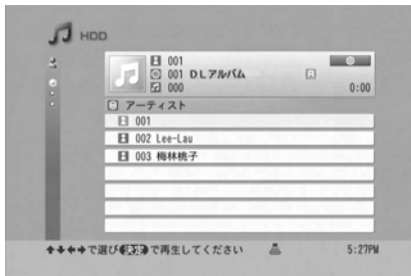 HDD
001
001 DLアルバム R
000 0:00
アーティスト
001
002 Lee-Lau
003 梅林桃子
↑↓←→で選び決定で再生してください 5:27PM